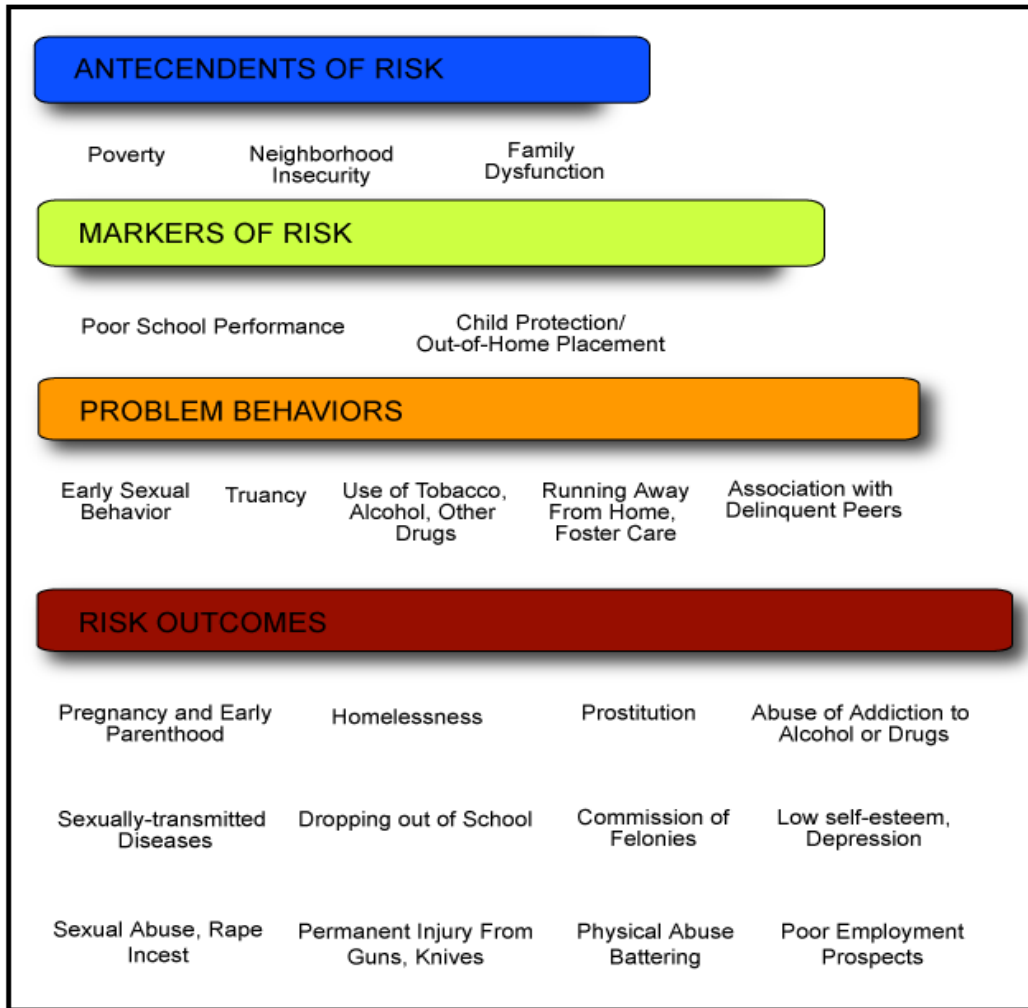 ANTECENDENTS OF RISK
Poverty
Neighborhood
Insecurity
Family
Dysfunction
MARKERS OF RISK
Poor School Performance
Child Protection/
Out-of-Home Placement
PROBLEM BEHAVIORS
Early Sexual
Behavior
Truancy
Use of Tobacco,
Alcohol, Other
Drugs
Running Away
From Home,
Foster Care
Association with
Delinquent Peers
RISK OUTCOMES
Pregnancy and Early
Parenthood
Homelessness
Prostitution
Abuse of Addiction to
Alcohol or Drugs
Sexually-transmitted
Diseases
Dropping out of School
Commission of
Felonies
Low self-esteem,
Depression
Sexual Abuse, Rape
Incest
Permanent Injury From
Guns, Knives
Physical Abuse
Battering
Poor Employment
Prospects